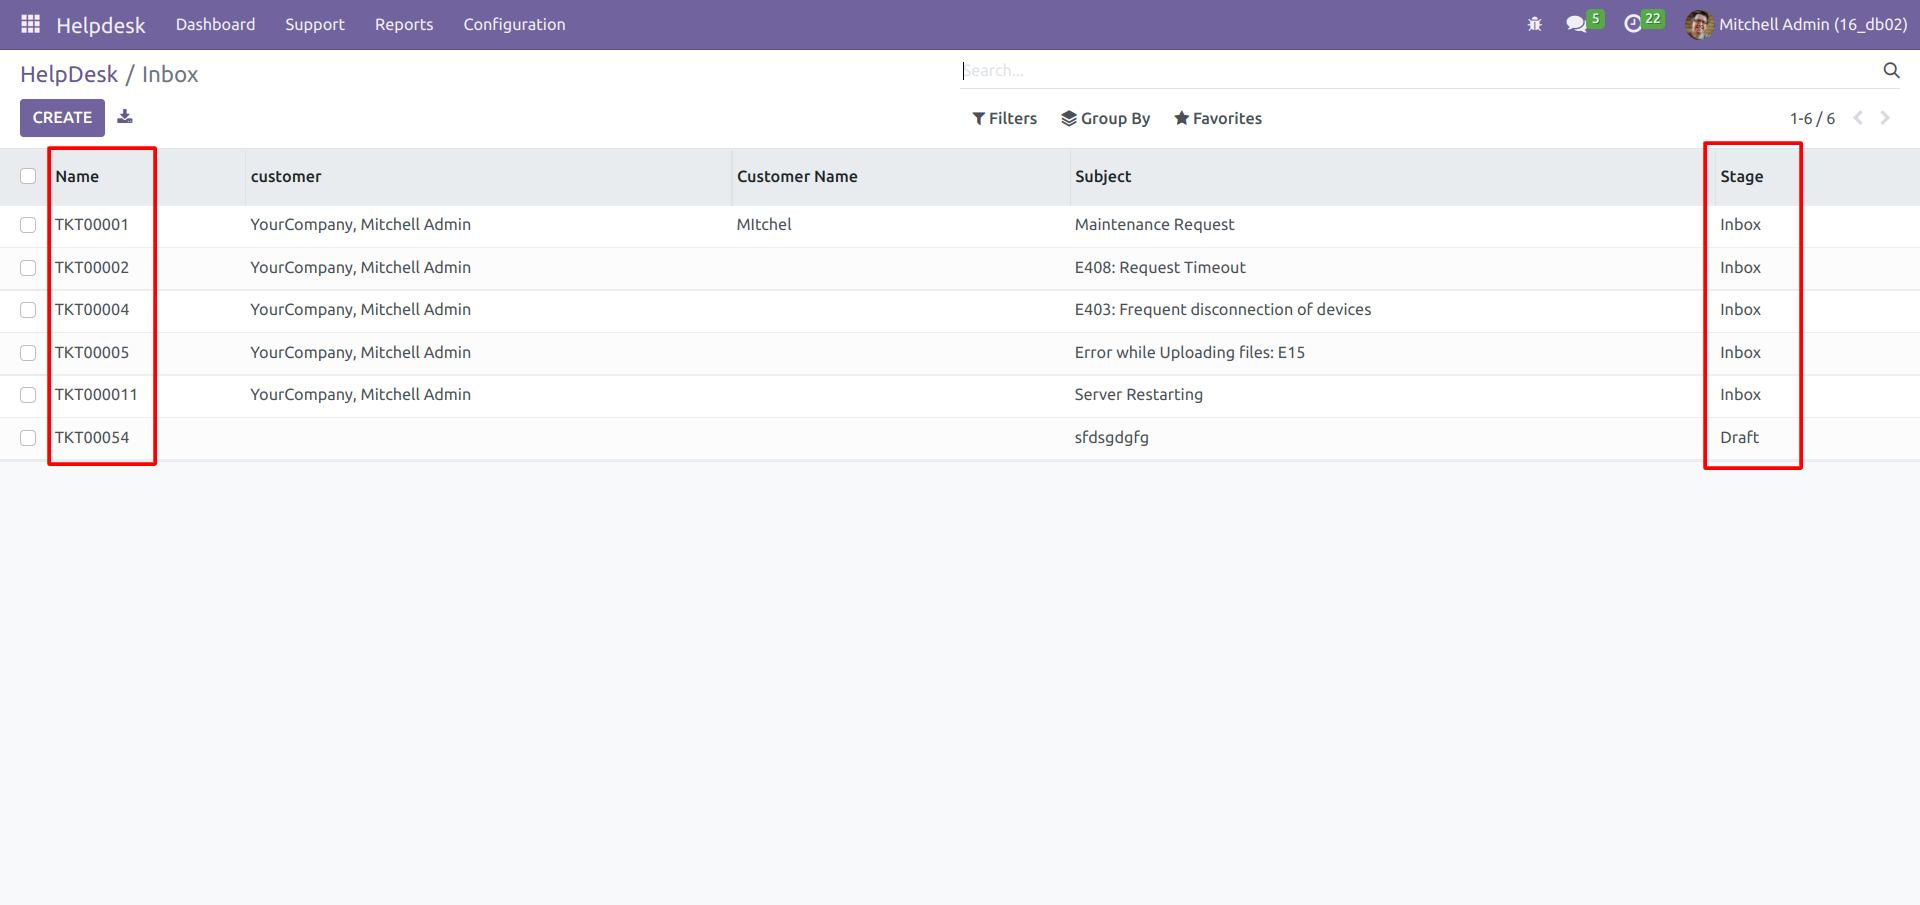 Helpdesk Dashboard Support Reports Configuration 5 22 Mitchell Admin (16_db02)
HelpDesk / Inbox Search...
CREATE Filters Group By Favorites 1-6 / 6
Name customer Customer Name Subject Stage
TKT00001 YourCompany, Mitchell Admin MItchel Maintenance Request Inbox
TKT00002 YourCompany, Mitchell Admin E408: Request Timeout Inbox
TKT00004 YourCompany, Mitchell Admin E403: Frequent disconnection of devices Inbox
TKT00005 YourCompany, Mitchell Admin Error while Uploading files: E15 Inbox
TKT000011 YourCompany, Mitchell Admin Server Restarting Inbox
TKT00054 sfdsgdgfg Draft